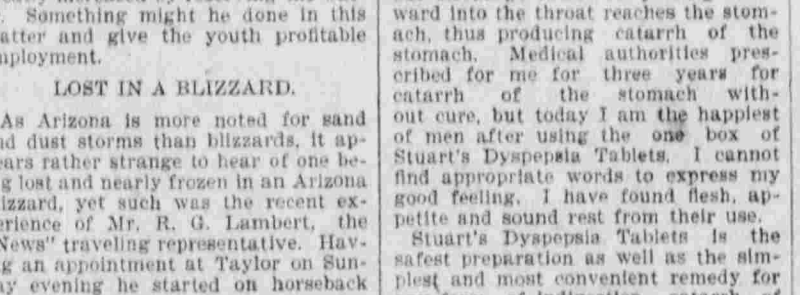 Something might he done in this
atter and give the youth profitable
mployment.
LOST IN A BLIZZARD.
As Arizona is more noted for sand
nd dust storms than blizzards, it ap-
ears rather strange to hear of one be-
g lost and nearly frozen in an Arizona
izzard, yet such was the recent ex-
erience of Mr. R. G. Lambert, the
News" traveling representative. Hav-
g an appointment at Taylor on Sun-
ay evening he started on horseback
ward into the throat reaches the stom-
ach, thus producing catarrh of the
stomach. Medical authorities pres-
cribed for me for three years for
catarrh of the stomach with-
out cure, but today I am the happiest
of men after using the one box of
Stuart's Dyspepsia Tablets. I cannot
find appropriate words to express my
good feeling. I have found flesh, ap-
petite and sound rest from their use.
Stuart's Dyspepsia Tablets is the
safest preparation as well as the sim-
plest and most convenient remedy for